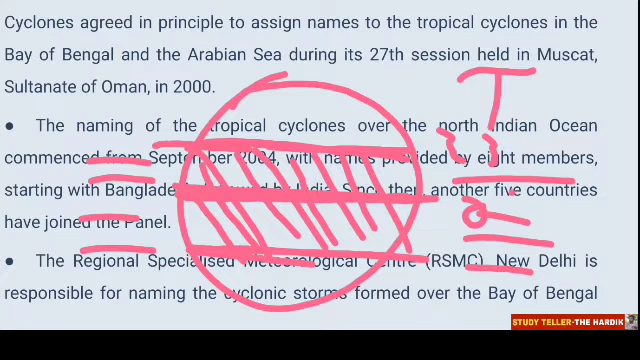 Cyclones agreed in principle to assign names to the tropical cyclones in the
Bay of Bengal and the Arabian Sea during its 27th session held in Muscat,
Sultanate of Oman, in 2000.
● The naming of the tropical cyclones over the north Indian Ocean
commenced from September 2004, with names provided by eight members,
starting with by India. Since then, another five countries
have joined the Panel.
● The Regional Specialised Meteorological Centre (RSMC), New Delhi is
responsible for naming the cyclonic storms formed over the Bay of Bengal
STUDY TELLER-THE HARDIK